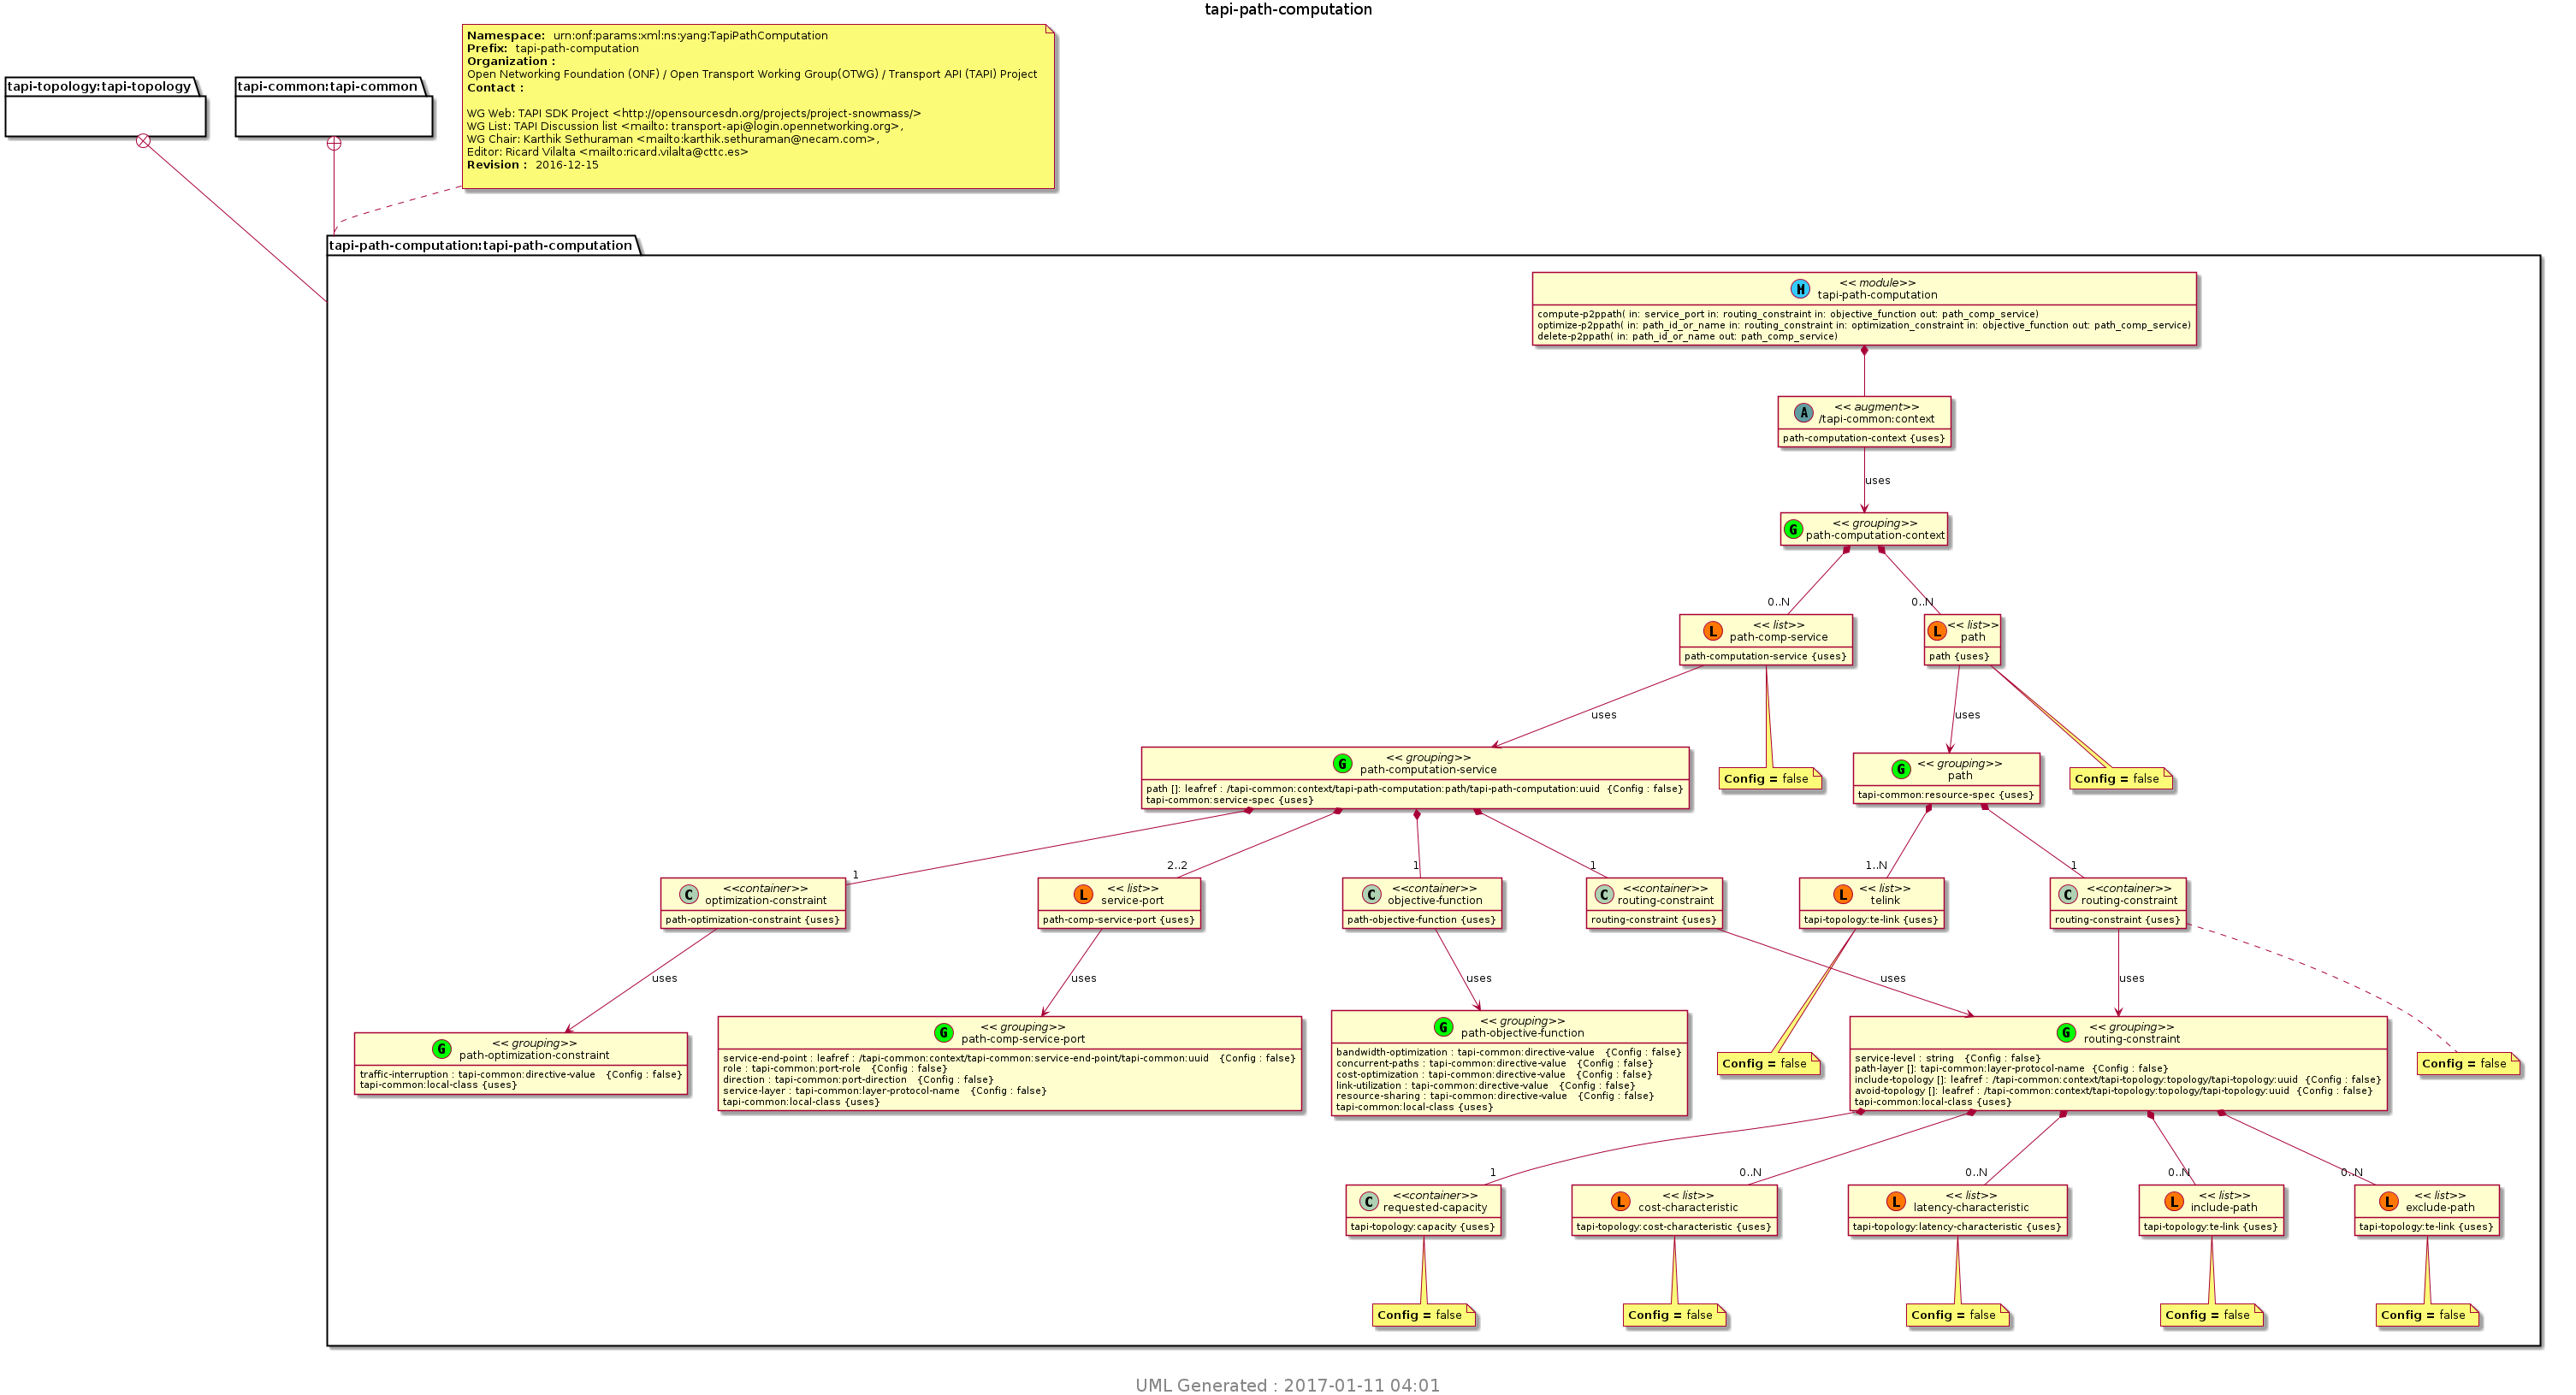 tapi-path-computation
Namespace: urn:onf:params:xml:ns:yang:TapiPathComputation
Prefix: tapi-path-computation
Organization :
Open Networking Foundation (ONF) / Open Transport Working Group(OTWG) / Transport API (TAPI) Project
Contact :
WG Web: TAPI SDK Project <http://opensourcesdn.org/projects/project-snowmass/>
WG List: TAPI Discussion list <mailto: transport-api@login.opennetworking.org>,
WG Chair: Karthik Sethuraman <mailto:karthik.sethuraman@necam.com>,
Editor: Ricard Vilalta <mailto:ricard.vilalta@cttc.es>
Revision : 2016-12-15
tapi-topology:tapi-topology
tapi-common:tapi-common
tapi-path-computation:tapi-path-computation
M
<< module>>
tapi-path-computation
compute-p2ppath( in: service_port in: routing_constraint in: objective_function out: path_comp_service)
optimize-p2ppath( in: path_id_or_name in: routing_constraint in: optimization_constraint in: objective_function out: path_comp_service)
delete-p2ppath( in: path_id_or_name out: path_comp_service)
A
<< augment>>
/tapi-common:context
path-computation-context {uses}
uses
G
<< grouping>>
path-computation-context
0..N
0..N
L
<< list>>
path-comp-service
path-computation-service {uses}
L
<< list>>
path
path {uses}
uses
uses
G
<< grouping>>
path-computation-service
path []: leafref : /tapi-common:context/tapi-path-computation:path/tapi-path-computation:uuid {Config : false}
tapi-common:service-spec {uses}
Config = false
G
<< grouping>>
path
tapi-common:resource-spec {uses}
Config = false
1
2..2
1
1
1..N
1
C
<<container>>
optimization-constraint
path-optimization-constraint {uses}
L
<< list>>
service-port
path-comp-service-port {uses}
C
<<container>>
objective-function
path-objective-function {uses}
C
<<container>>
routing-constraint
routing-constraint {uses}
L
<< list>>
telink
tapi-topology:te-link {uses}
C
<<container>>
routing-constraint
routing-constraint {uses}
uses
uses
uses
uses
uses
G
<< grouping>>
path-optimization-constraint
traffic-interruption : tapi-common:directive-value {Config : false}
tapi-common:local-class {uses}
G
<< grouping>>
path-comp-service-port
service-end-point : leafref : /tapi-common:context/tapi-common:service-end-point/tapi-common:uuid {Config : false}
role : tapi-common:port-role {Config : false}
direction : tapi-common:port-direction {Config : false}
service-layer : tapi-common:layer-protocol-name {Config : false}
tapi-common:local-class {uses}
G
<< grouping>>
path-objective-function
bandwidth-optimization : tapi-common:directive-value {Config : false}
concurrent-paths : tapi-common:directive-value {Config : false}
cost-optimization : tapi-common:directive-value {Config : false}
link-utilization : tapi-common:directive-value {Config : false}
resource-sharing : tapi-common:directive-value {Config : false}
tapi-common:local-class {uses}
Config = false
G
<< grouping>>
routing-constraint
service-level : string {Config : false}
path-layer []: tapi-common:layer-protocol-name {Config : false}
include-topology []: leafref : /tapi-common:context/tapi-topology:topology/tapi-topology:uuid {Config : false}
avoid-topology []: leafref : /tapi-common:context/tapi-topology:topology/tapi-topology:uuid {Config : false}
tapi-common:local-class {uses}
Config = false
1
0..N
0..N
0..N
0..N
C
<<container>>
requested-capacity
tapi-topology:capacity {uses}
L
<< list>>
cost-characteristic
tapi-topology:cost-characteristic {uses}
L
<< list>>
latency-characteristic
tapi-topology:latency-characteristic {uses}
L
<< list>>
include-path
tapi-topology:te-link {uses}
L
<< list>>
exclude-path
tapi-topology:te-link {uses}
Config = false
Config = false
Config = false
Config = false
Config = false
UML Generated : 2017-01-11 04:01